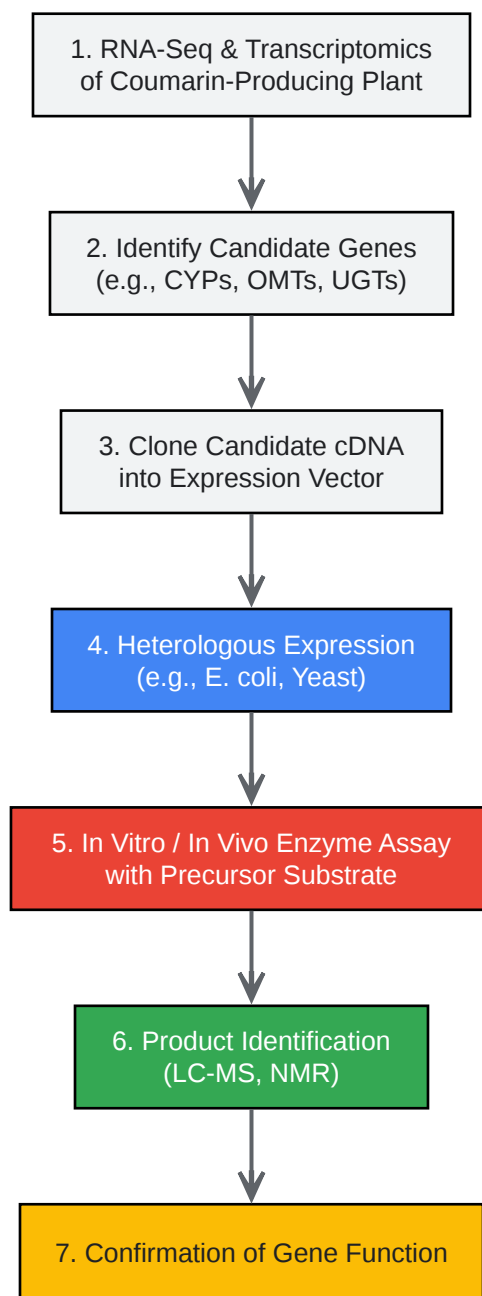 1. RNA-Seq & Transcriptomics
of Coumarin-Producing Plant
2. Identify Candidate Genes
(e.g., CYPs, OMTs, UGTs)
3. Clone Candidate cDNA
into Expression Vector
4. Heterologous Expression
(e.g., E. coli, Yeast)
5. In Vitro / In Vivo Enzyme Assay
with Precursor Substrate
6. Product Identification
(LC-MS, NMR)
7. Confirmation of Gene Function